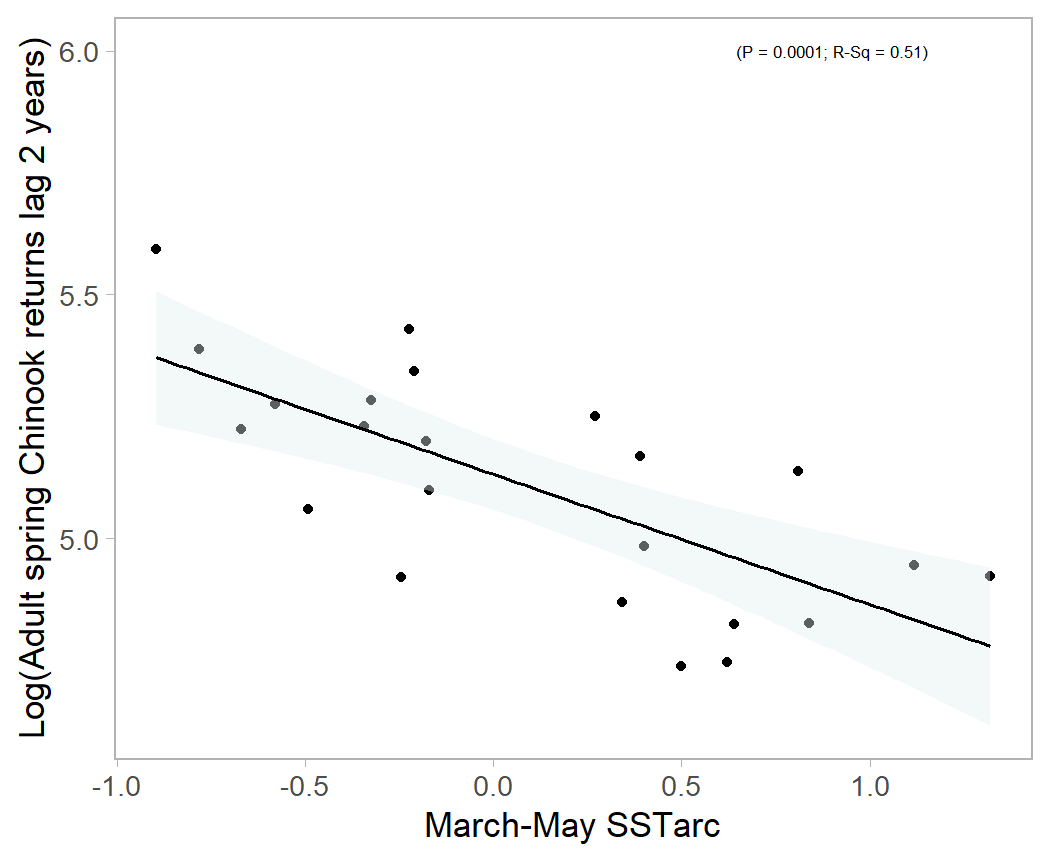 Log(Adult spring Chinook returns lag 2 years)
6.0
5.5
5.0
(P = 0.0001; R-Sq = 0.51)
-1.0 -0.5 0.0 0.5 1.0
March-May SSTarc